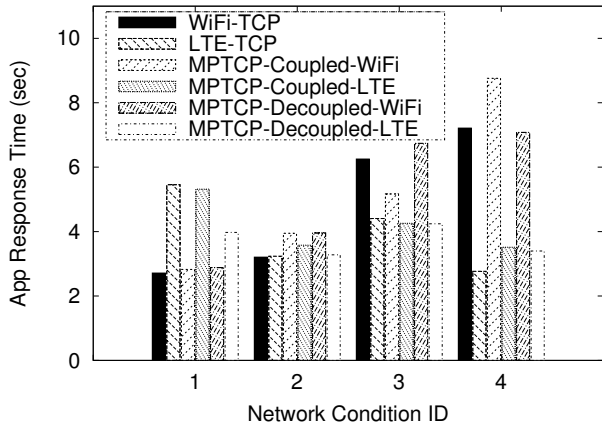 App Response Time (sec)
10
8
6
4
2
0
WiFi-TCP
LTE-TCP
MPTCP-Coupled-WiFi
MPTCP-Coupled-LTE
MPTCP-Decoupled-WiFi
MPTCP-Decoupled-LTE
1 2 3 4
Network Condition ID